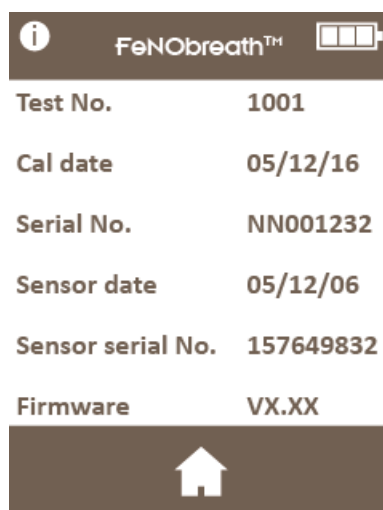 i FeNObreath™
Test No. 1001
Cal date 05/12/16
Serial No. NN001232
Sensor date 05/12/06
Sensor serial No. 157649832
Firmware VX.XX